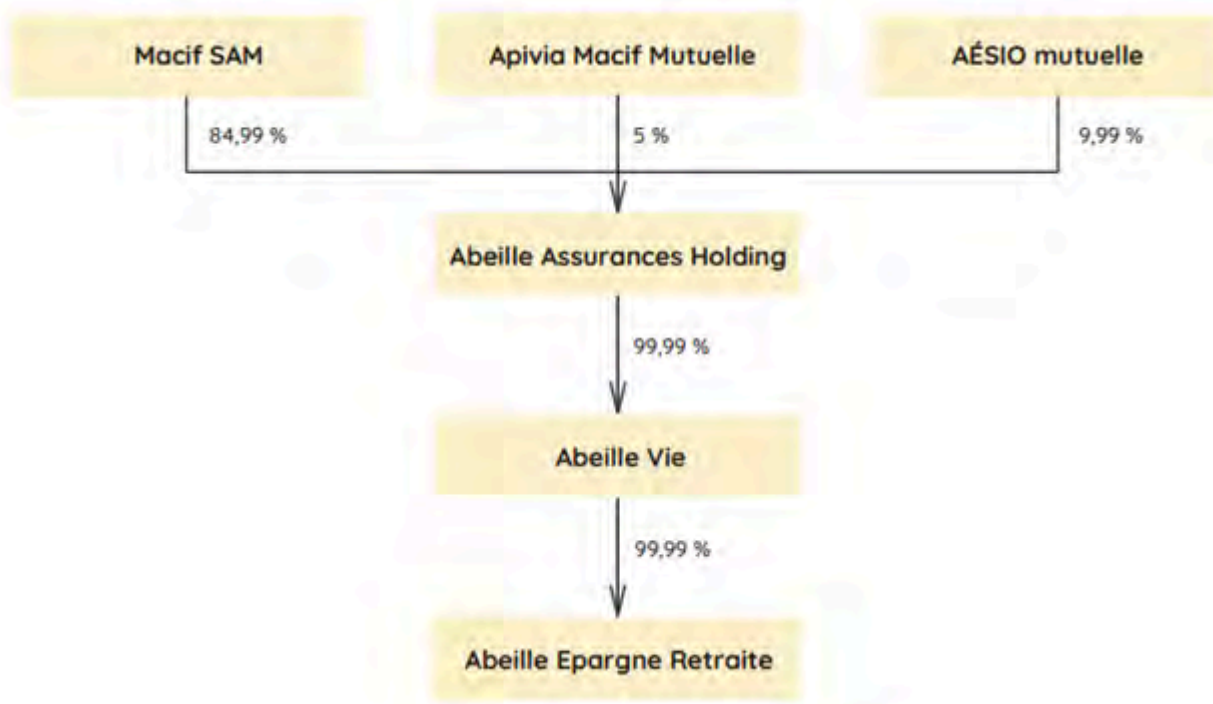 Macif SAM
Apivia Macif Mutuelle
AÉSIO mutuelle
84,99 %
5 %
9,99 %
Abeille Assurances Holding
99,99 %
Abeille Vie
99,99 %
Abeille Epargne Retraite